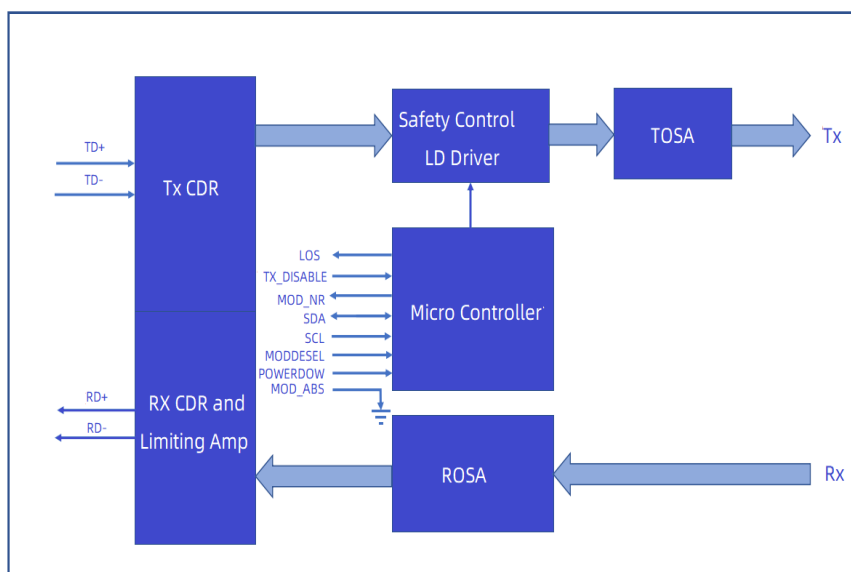 TD+
TD-
Tx CDR
Safety Control
LD Driver
TOSA
Tx
LOS
TX_DISABLE
MOD_NR
SDA
SCL
MODDESEL
POWERDOW
MOD_ABS
Micro Controller
RD+
RD-
RX CDR and
Limiting Amp
ROSA
Rx